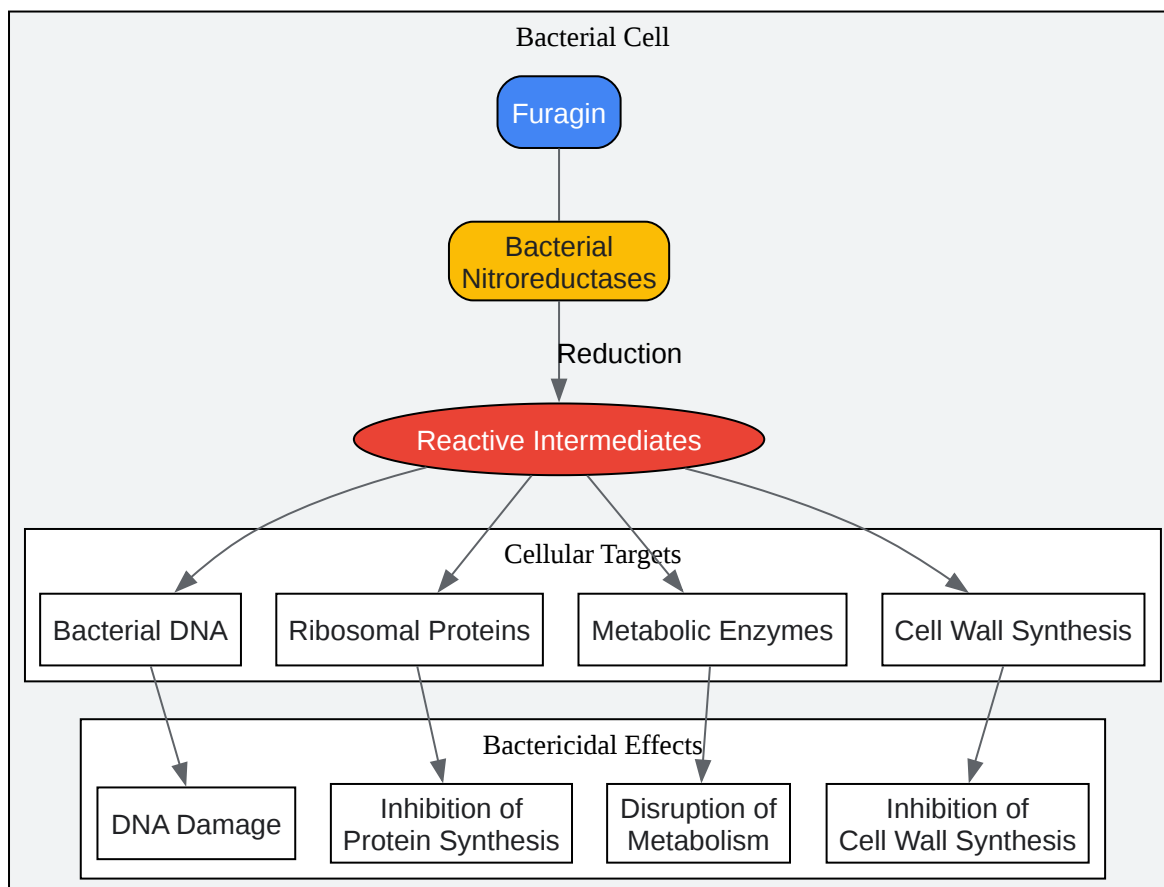 Bacterial Cell
Furagin
Bacterial
Nitroreductases
Reduction
Reactive Intermediates
Cellular Targets
Bacterial DNA
Ribosomal Proteins
Metabolic Enzymes
Cell Wall Synthesis
Bactericidal Effects
DNA Damage
Inhibition of
Protein Synthesis
Disruption of
Metabolism
Inhibition of
Cell Wall Synthesis